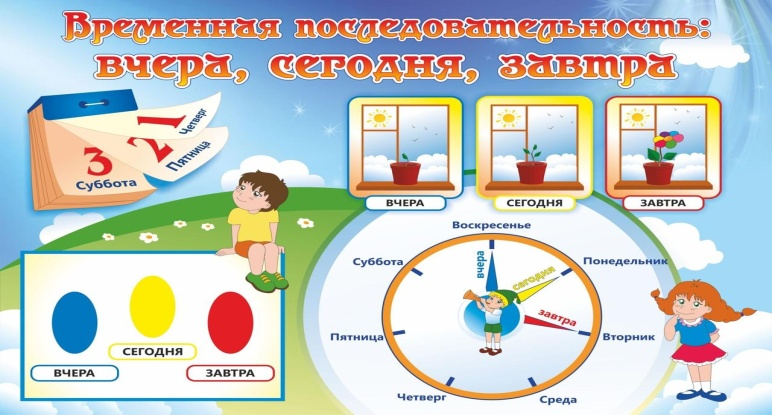 Временная последовательность:
вчера, сегодня, завтра
1
Четверг
2
Пятница
3
Суббота
ВЧЕРА
СЕГОДНЯ
ЗАВТРА
Воскресенье
Понедельник
Вторник
Среда
Четверг
Пятница
Суббота
вчера
сегодня
завтра
ВЧЕРА
СЕГОДНЯ
ЗАВТРА